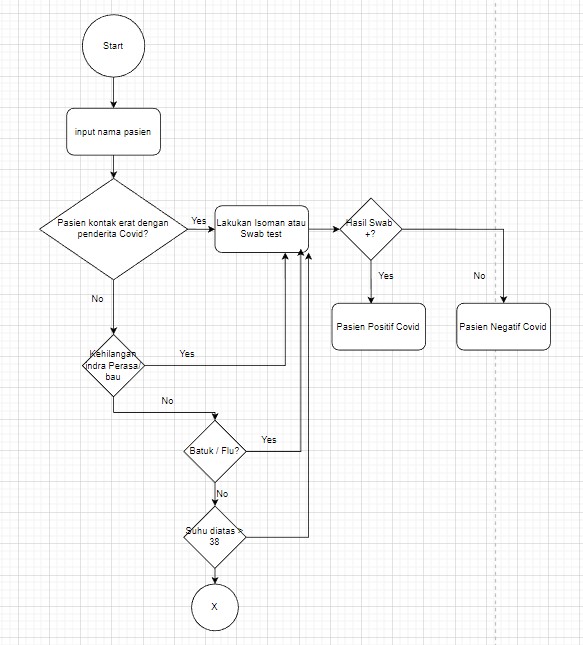 Start
input nama pasien
Pasien kontak erat dengan
penderita Covid?
Yes
Lakukan Isoman atau
Swab test
Hasil Swab
+?
Yes
No
No
Pasien Positif Covid
Pasien Negatif Covid
Kehilangan
indra Perasa/
bau
Yes
No
Batuk / Flu?
Yes
No
Suhu diatas >
38
X